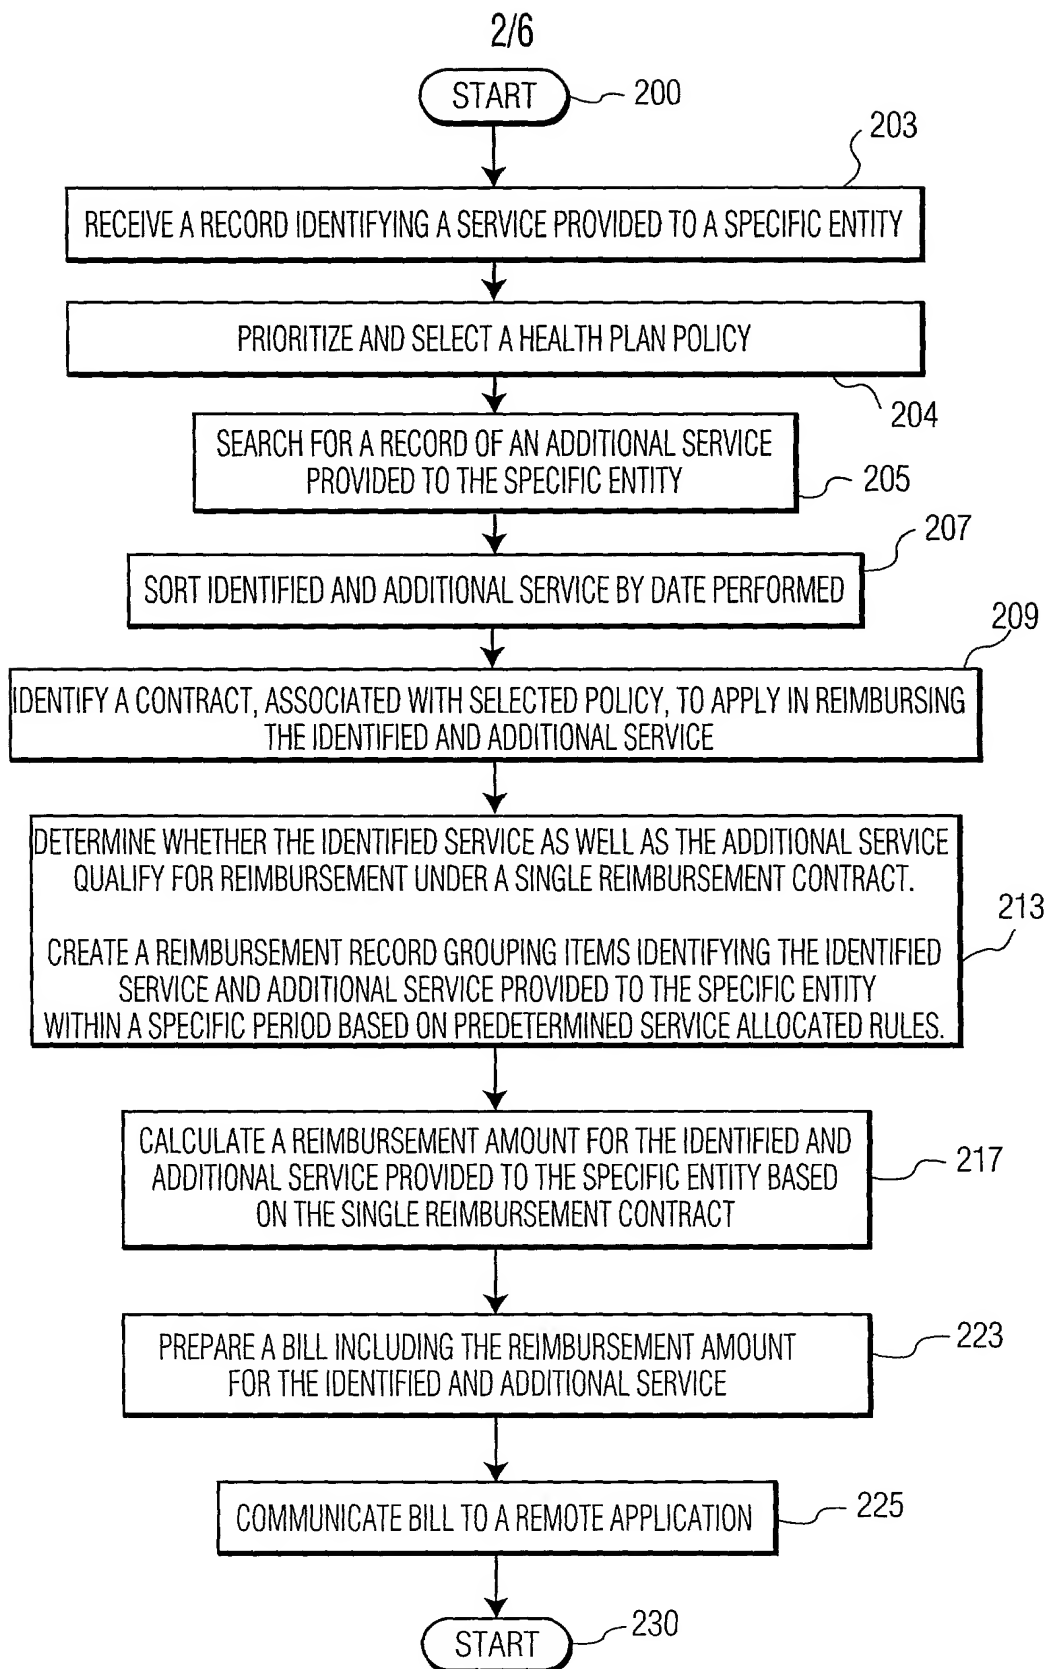 2/6
START
200
203
RECEIVE A RECORD IDENTIFYING A SERVICE PROVIDED TO A SPECIFIC ENTITY
PRIORITIZE AND SELECT A HEALTH PLAN POLICY
204
SEARCH FOR A RECORD OF AN ADDITIONAL SERVICE
PROVIDED TO THE SPECIFIC ENTITY
205
207
SORT IDENTIFIED AND ADDITIONAL SERVICE BY DATE PERFORMED
209
IDENTIFY A CONTRACT, ASSOCIATED WITH SELECTED POLICY, TO APPLY IN REIMBURSING
THE IDENTIFIED AND ADDITIONAL SERVICE
DETERMINE WHETHER THE IDENTIFIED SERVICE AS WELL AS THE ADDITIONAL SERVICE
QUALIFY FOR REIMBURSEMENT UNDER A SINGLE REIMBURSEMENT CONTRACT.
213
CREATE A REIMBURSEMENT RECORD GROUPING ITEMS IDENTIFYING THE IDENTIFIED
SERVICE AND ADDITIONAL SERVICE PROVIDED TO THE SPECIFIC ENTITY
WITHIN A SPECIFIC PERIOD BASED ON PREDETERMINED SERVICE ALLOCATED RULES.
CALCULATE A REIMBURSEMENT AMOUNT FOR THE IDENTIFIED AND
ADDITIONAL SERVICE PROVIDED TO THE SPECIFIC ENTITY BASED
ON THE SINGLE REIMBURSEMENT CONTRACT
217
PREPARE A BILL INCLUDING THE REIMBURSEMENT AMOUNT
FOR THE IDENTIFIED AND ADDITIONAL SERVICE
223
COMMUNICATE BILL TO A REMOTE APPLICATION
225
START
230